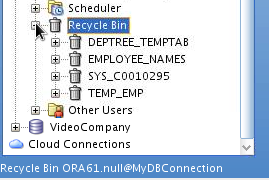 Scheduler
Recycle Bin
DEPTREE_TEMPTAB
EMPLOYEE_NAMES
SYS_C0010295
TEMP_EMP
Other Users
VideoCompany
Cloud Connections
Recycle Bin ORA61.null@MyDBConnection